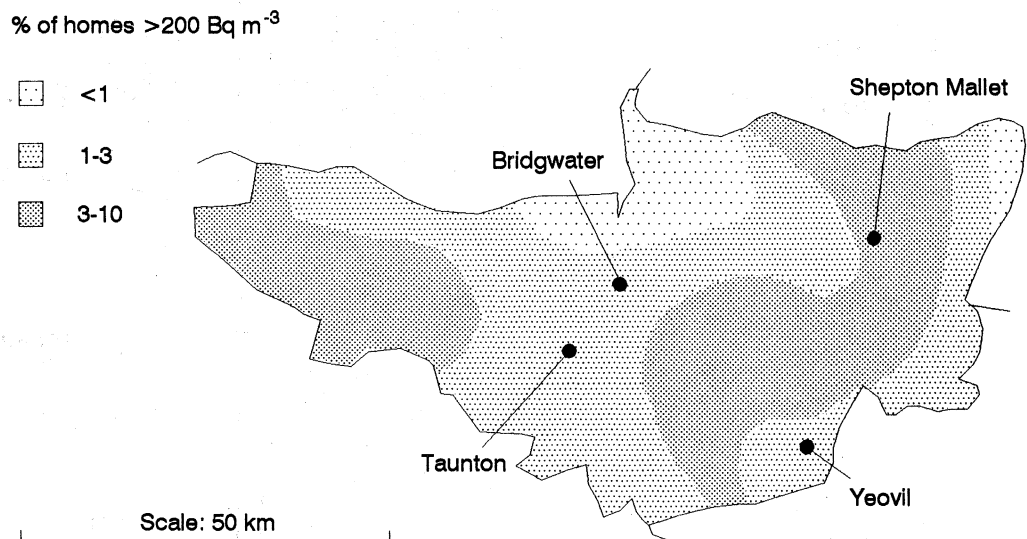 % of homes >200 Bq m⁻³
<1
1-3
3-10
Shepton Mallet
Bridgwater
Taunton
Yeovil
Scale: 50 km